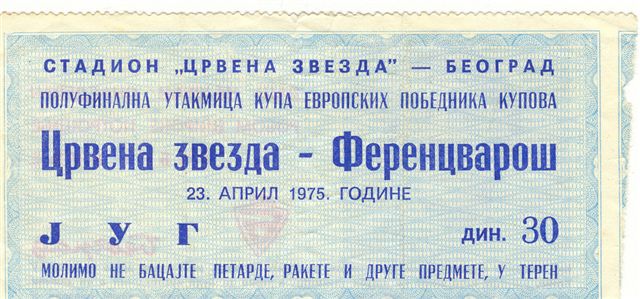 СТАДИОН „ЦРВЕНА ЗВЕЗДА” — БЕОГРАД
ПОЛУФИНАЛНА УТАКМИЦА КУПА ЕВРОПСКИХ ПОБЕДНИКА КУПОВА
Црвена звезда - Ференцварош
23. АПРИЛ 1975. ГОДИНЕ
ЈУГ ДИН. 30
МОЛИМО НЕ БАЦАЈТЕ ПЕТАРДЕ, РАКЕТЕ И ДРУГЕ ПРЕДМЕТЕ, У ТЕРЕН